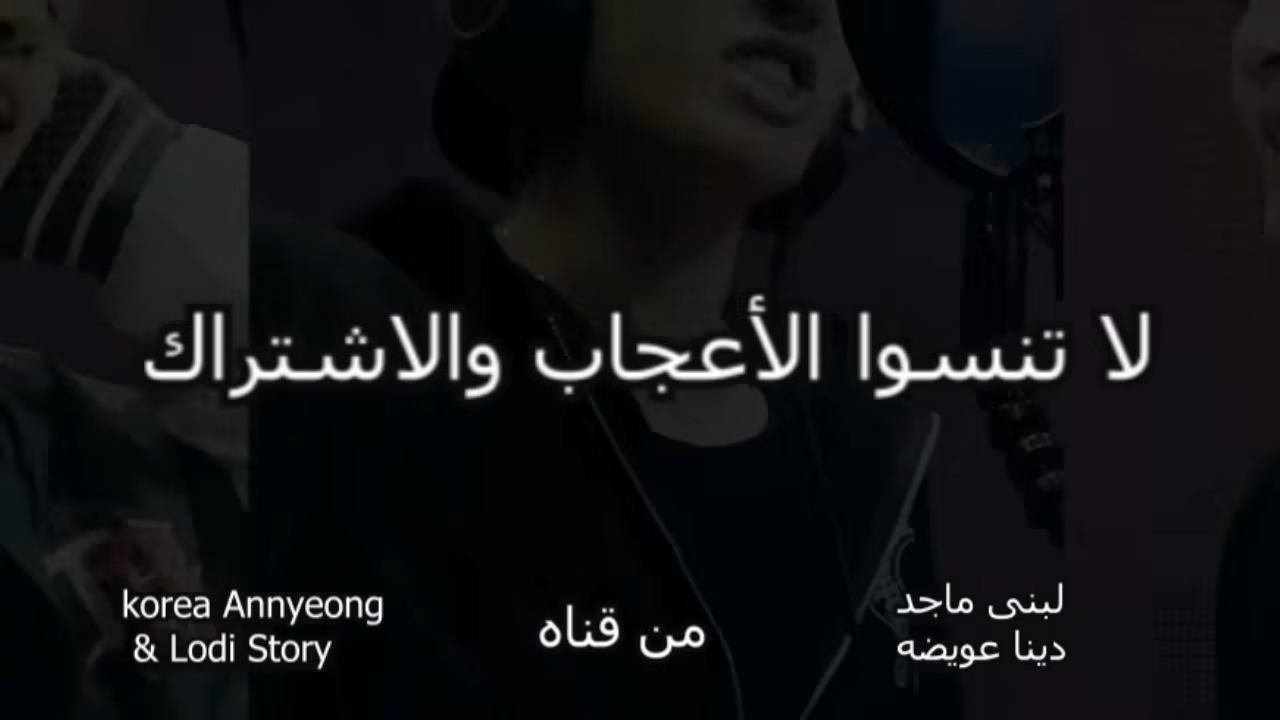 لا تنسوا الأعجاب والاشتراك
لبنى ماجد
دينا عويضه
من قناه
korea Annyeong
& Lodi Story